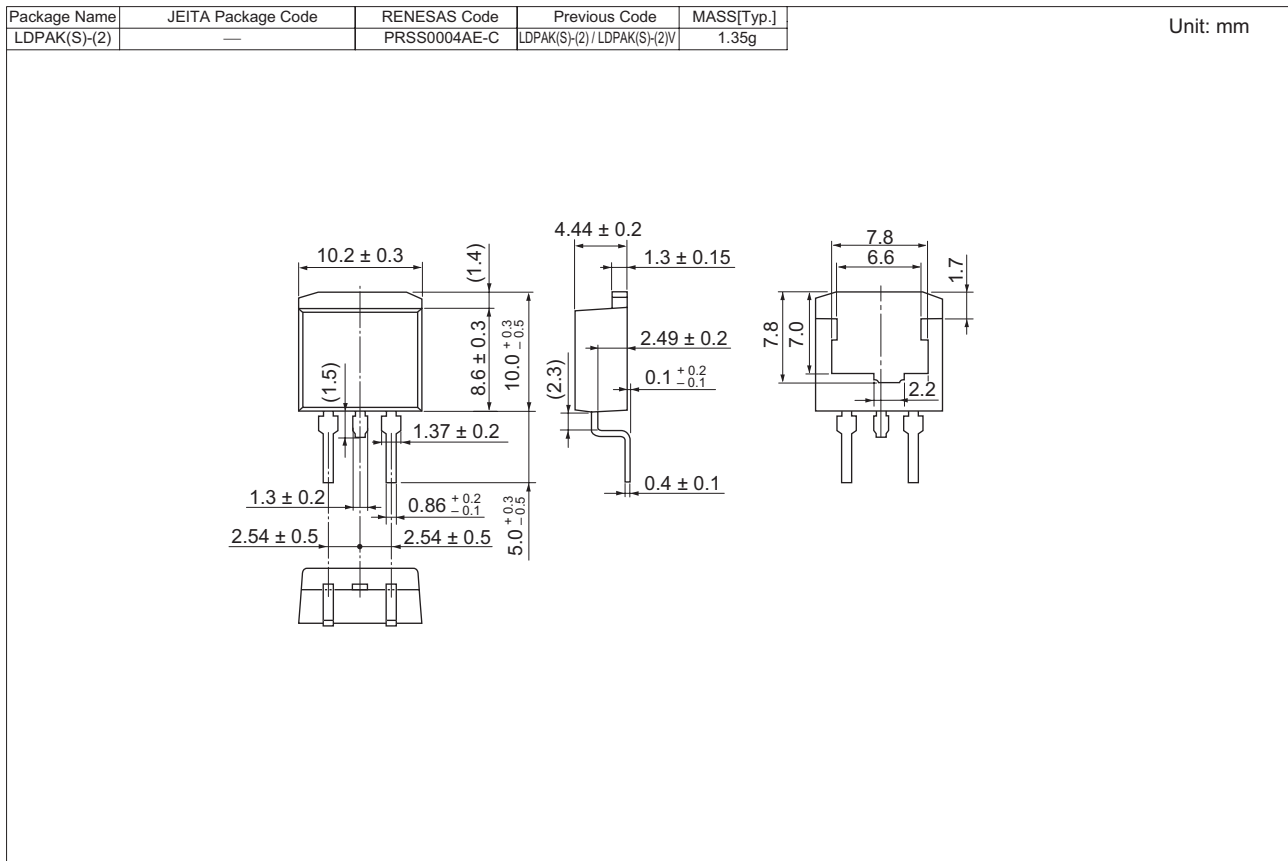 Package Name JEITA Package Code RENESAS Code Previous Code MASS[Typ.]
LDPAK(S)-(2) — PRSS0004AE-C LDPAK(S)-(2) / LDPAK(S)-(2)V 1.35g
Unit: mm
10.2 ± 0.3
(1.4)
8.6 ± 0.3
10.0 + 0.3 – 0.5
(1.5)
1.37 ± 0.2
1.3 ± 0.2
0.86 + 0.2 – 0.1
2.54 ± 0.5
2.54 ± 0.5
5.0 + 0.3 – 0.5
4.44 ± 0.2
1.3 ± 0.15
2.49 ± 0.2
(2.3)
0.1 + 0.2 – 0.1
0.4 ± 0.1
7.8
6.6
1.7
7.8
7.0
2.2